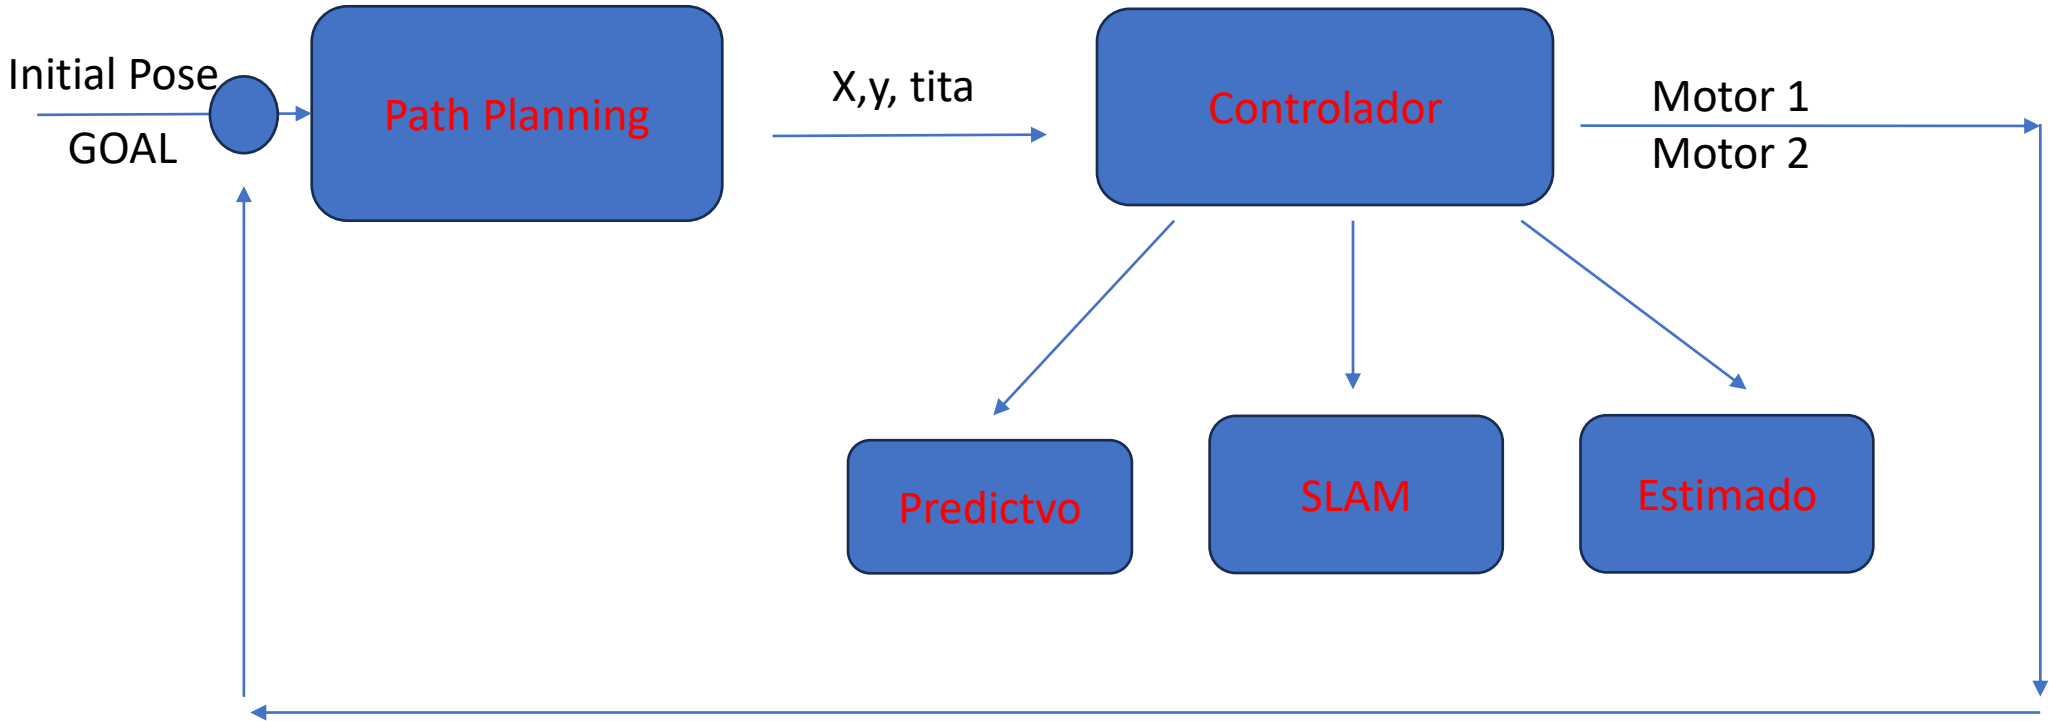 Initial Pose
GOAL
Path Planning
X,y, tita
Controlador
Motor 1
Motor 2
Predictvo
SLAM
Estimado